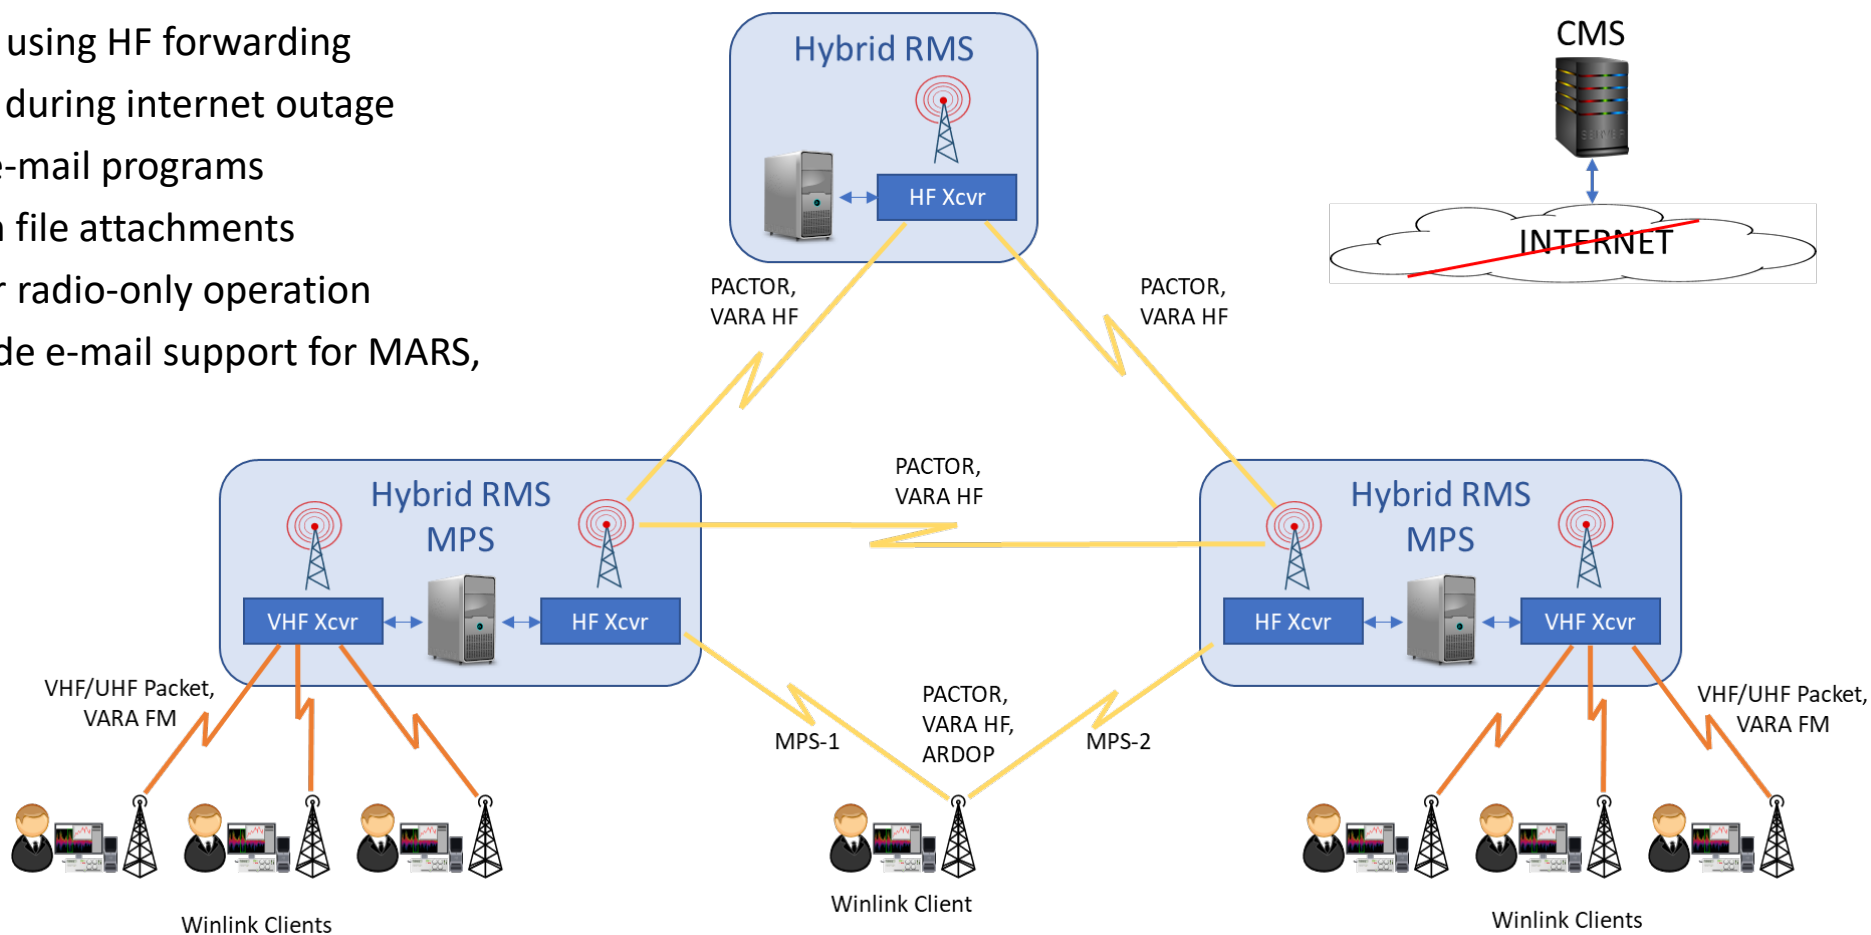 using HF forwarding
during internet outage
e-mail programs
file attachments
radio-only operation
e-mail support for MARS,
Hybrid RMS
HF Xcvr
CMS
INTERNET
PACTOR,
VARA HF
PACTOR,
VARA HF
PACTOR,
VARA HF
Hybrid RMS
MPS
VHF Xcvr
HF Xcvr
Hybrid RMS
MPS
HF Xcvr
VHF Xcvr
VHF/UHF Packet,
VARA FM
MPS-1
PACTOR,
VARA HF,
ARDOP
MPS-2
VHF/UHF Packet,
VARA FM
Winlink Clients
Winlink Client
Winlink Clients